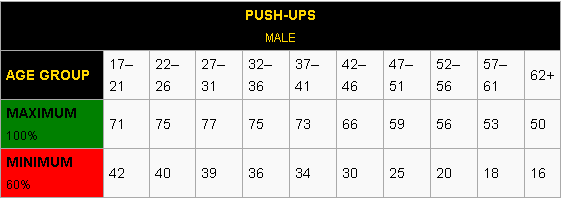 PUSH-UPS
MALE
AGE GROUP 17–21 22–26 27–31 32–36 37–41 42–46 47–51 52–56 57–61 62+
MAXIMUM 100% 71 75 77 75 73 66 59 56 53 50
MINIMUM 60% 42 40 39 36 34 30 25 20 18 16